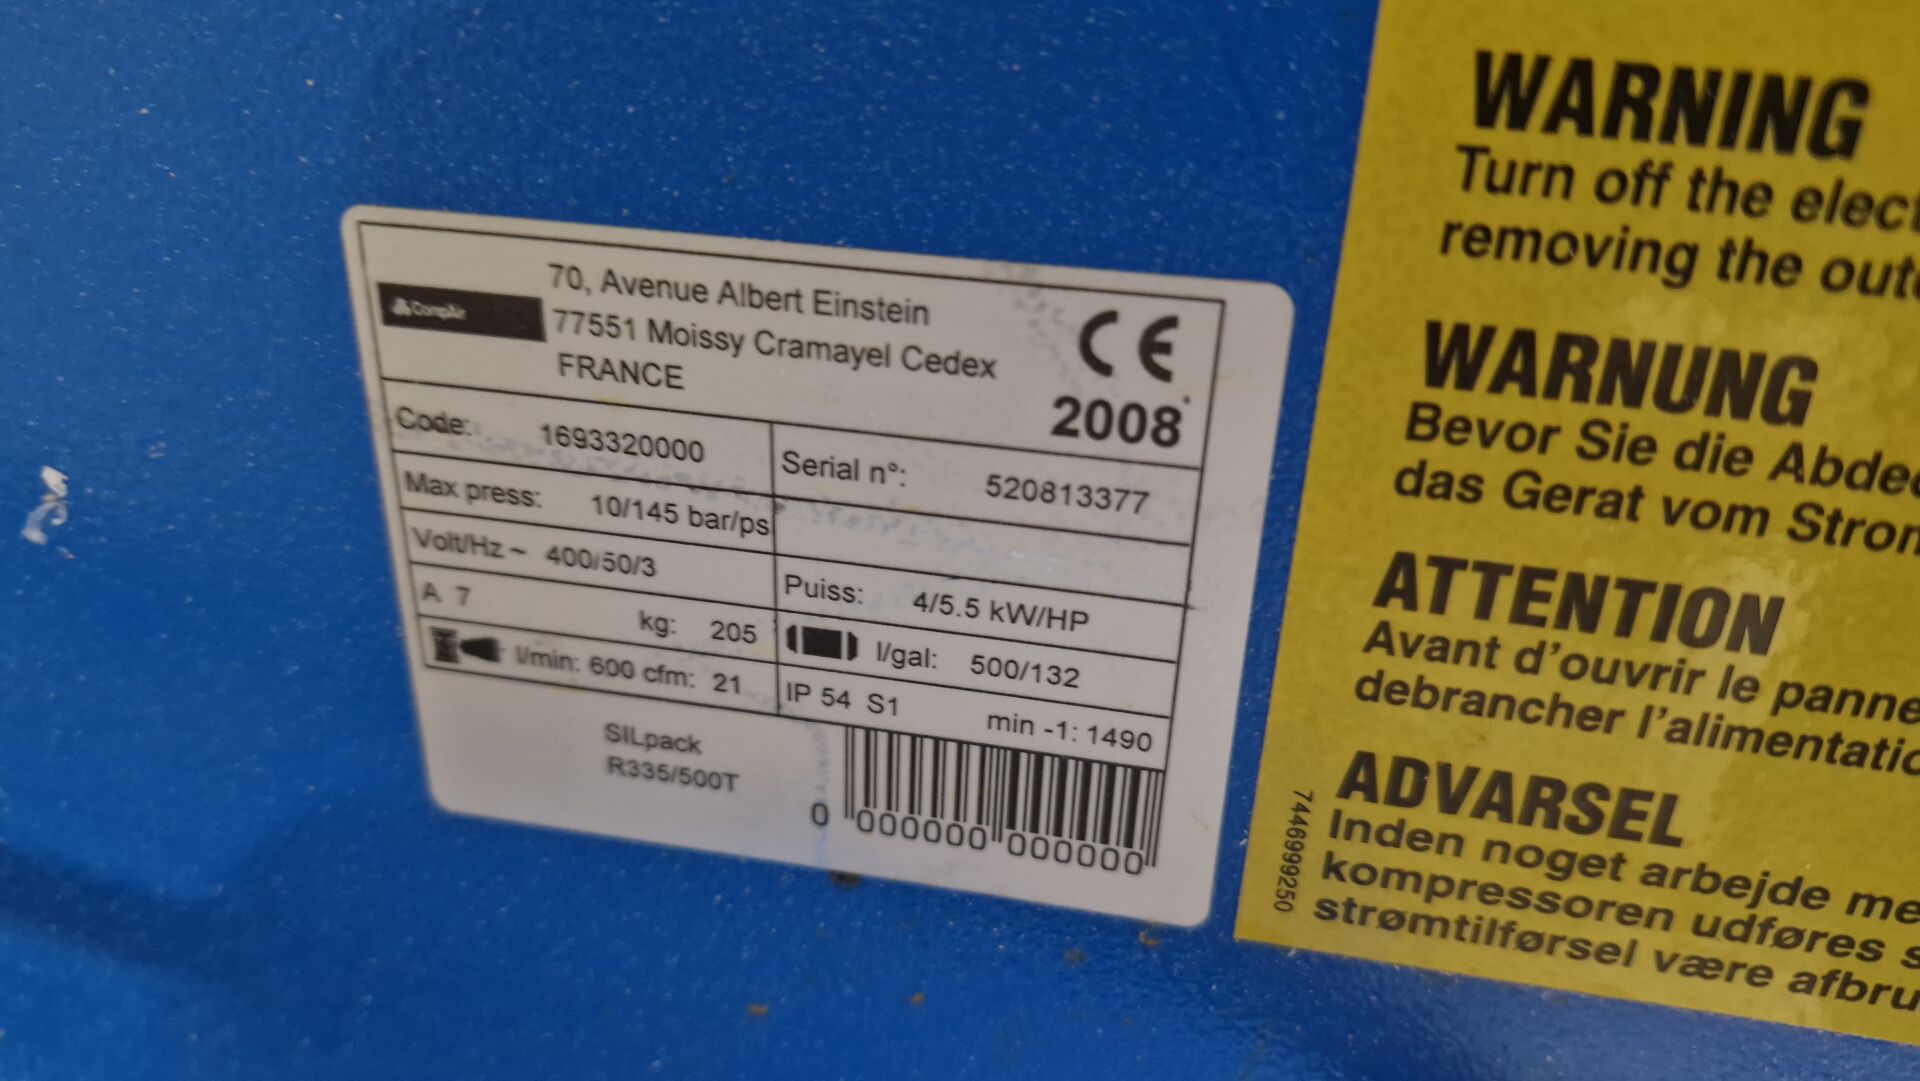 CompAir
70, Avenue Albert Einstein
77551 Moissy Cramayel Cedex
FRANCE
CE
2008
Code: 1693320000
Serial n°: 520813377
Max press: 10/145 bar/ps
Volt/Hz ~ 400/50/3
Puiss: 4/5.5 kW/HP
A 7 kg: 205
l/gal: 500/132
l/min: 600 cfm: 21
IP 54 S1 min -1: 1490
SILpack
R335/500T
0 000000 000000
WARNING
Turn off the elect
removing the oute
WARNUNG
Bevor Sie die Abdec
das Gerat vom Strom
ATTENTION
Avant d'ouvrir le panne
debrancher l'alimentatio
ADVARSEL
Inden noget arbejde me
kompressoren udføres s
strømtilførsel være afbru
7446999250